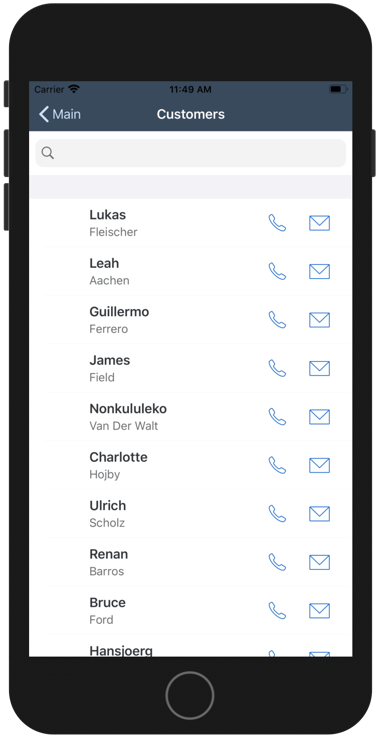 Carrier 11:49 AM
Main Customers
Lukas
Fleischer
Leah
Aachen
Guillermo
Ferrero
James
Field
Nonkululeko
Van Der Walt
Charlotte
Hojby
Ulrich
Scholz
Renan
Barros
Bruce
Ford
Hansjoerg